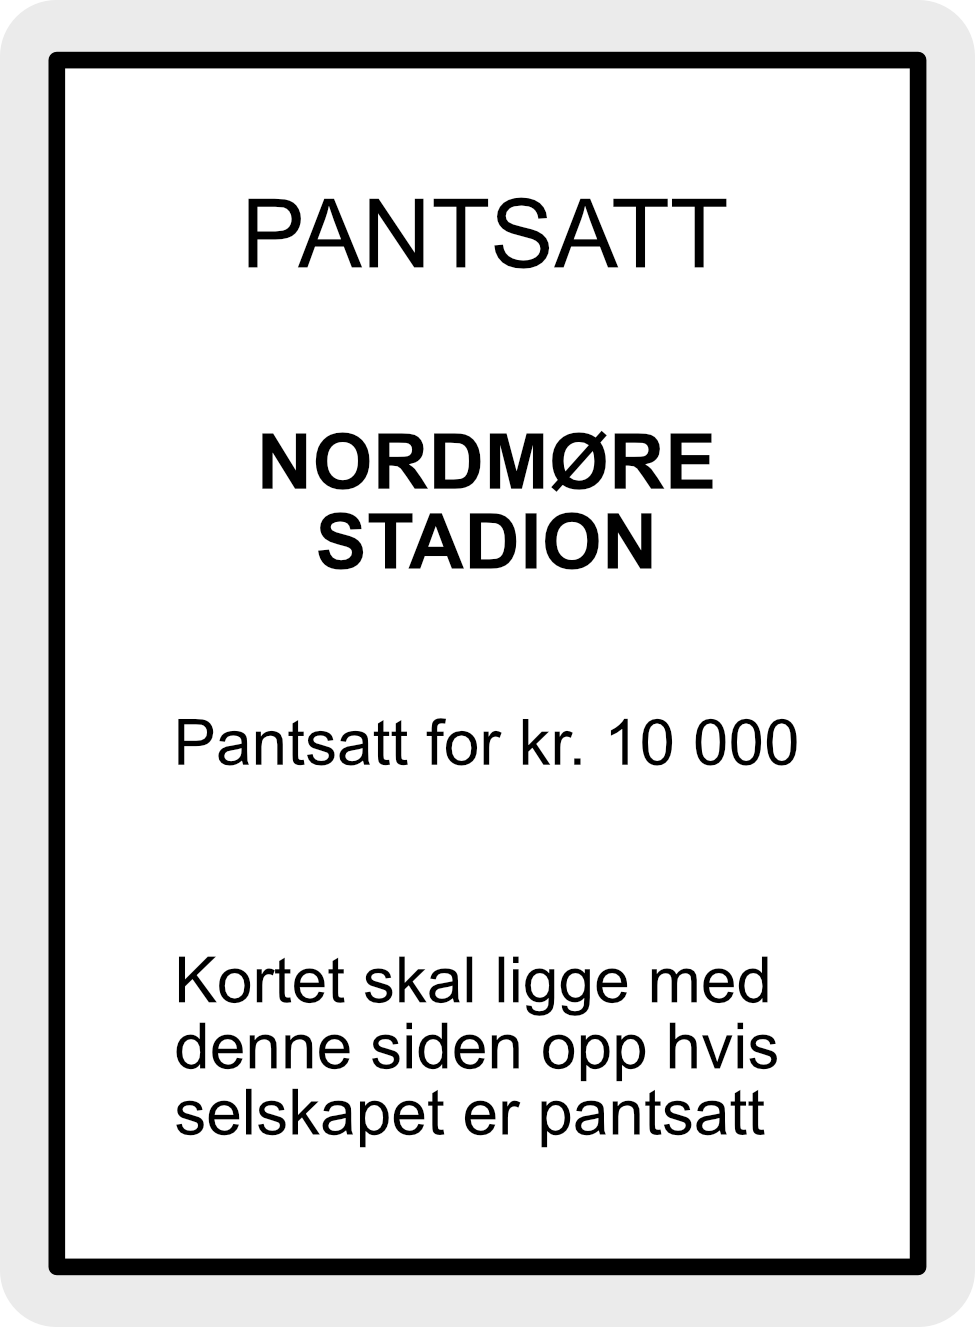 PANTSATT
NORDMØRE
STADION
Pantsatt for kr. 10 000
Kortet skal ligge med
denne siden opp hvis
selskapet er pantsatt